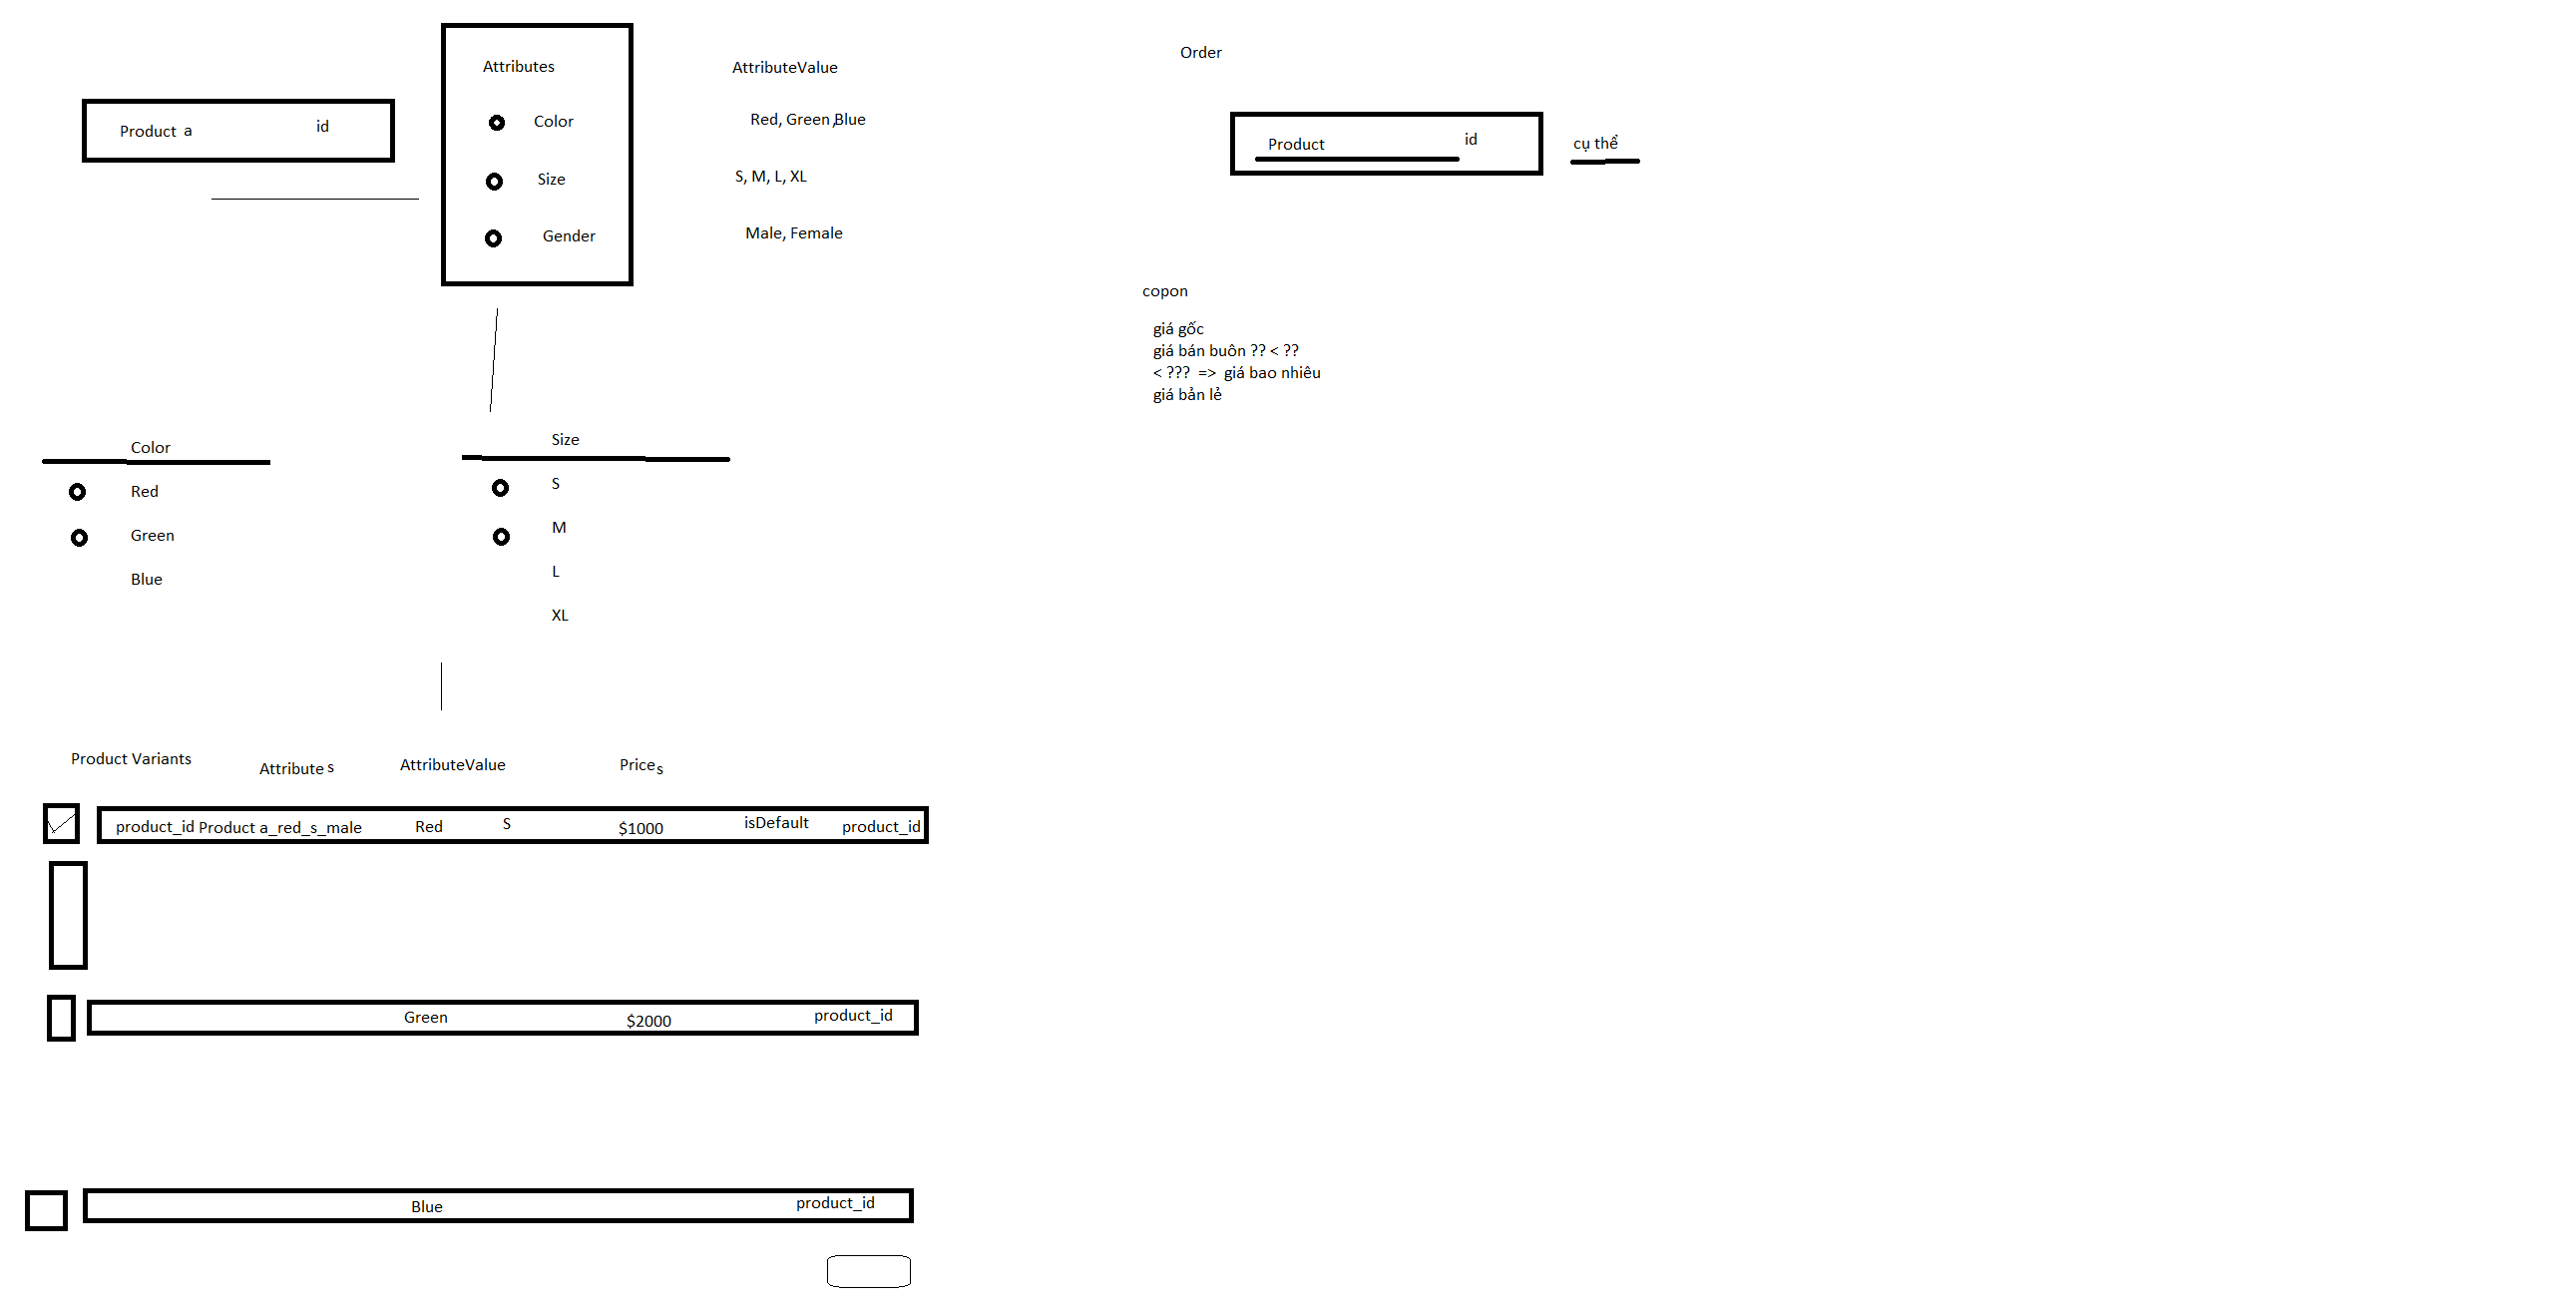 Product a id
Attributes
Color
Size
Gender
AttributeValue
Red, Green,Blue
S, M, L, XL
Male, Female
Order
Product id
cụ thể
copon
giá gốc
giá bán buôn ?? < ??
< ??? => giá bao nhiêu
giá bản lẻ
Color
Red
Green
Blue
Size
S
M
L
XL
Product Variants Attributes AttributeValue Prices
product_id Product a_red_s_male Red S $1000 isDefault product_id
Green $2000 product_id
Blue product_id